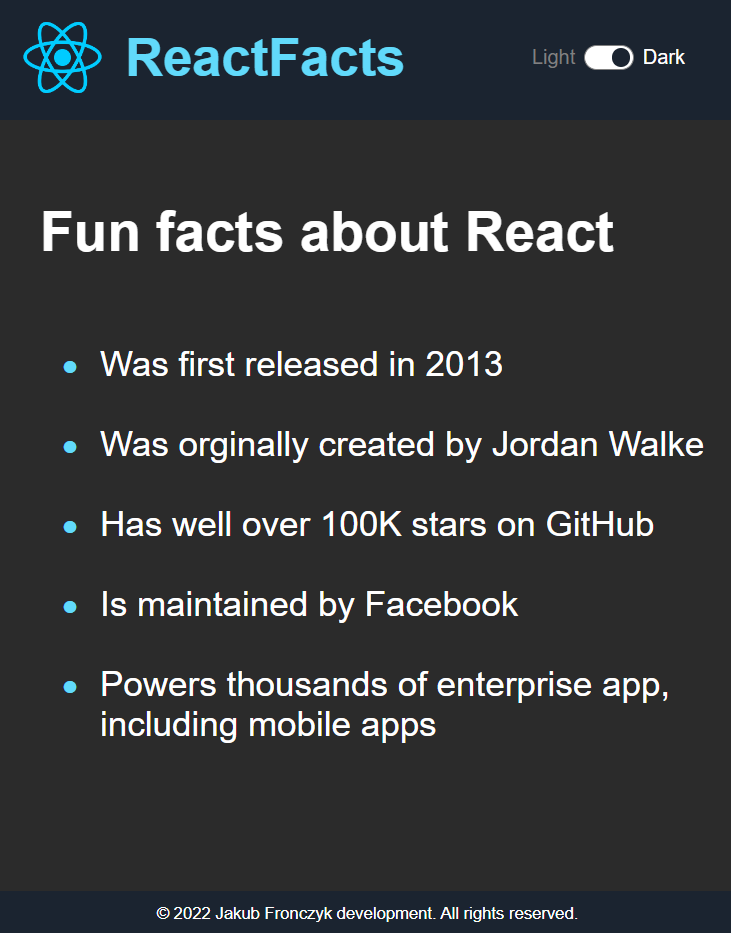 ReactFacts
Light Dark
Fun facts about React
Was first released in 2013
Was orginally created by Jordan Walke
Has well over 100K stars on GitHub
Is maintained by Facebook
Powers thousands of enterprise app,
including mobile apps
© 2022 Jakub Fronczyk development. All rights reserved.